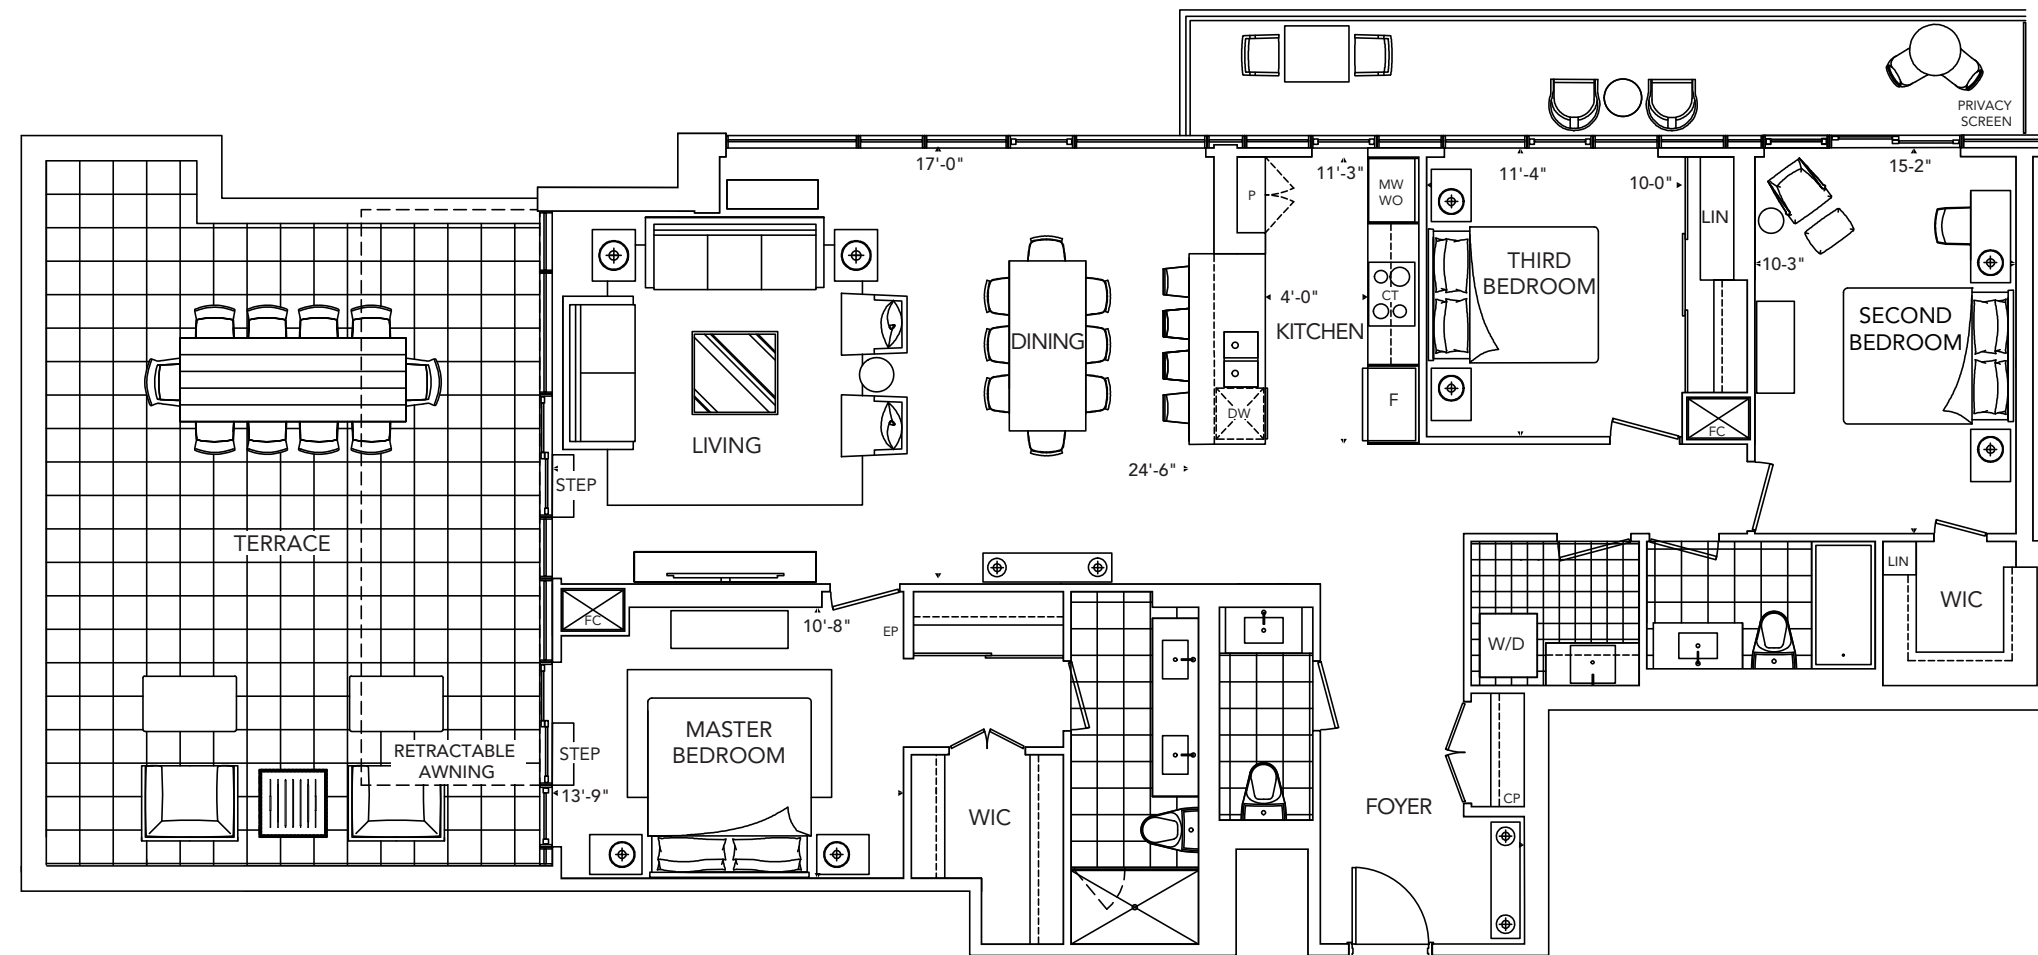 PRIVACY
SCREEN
17'-0"
11'-3"
11'-4"
10'-0"
15-2"
MW
WO
P
LIN
10-3"
THIRD
BEDROOM
4'-0"
CT
KITCHEN
SECOND
BEDROOM
DINING
F
DW
FC
LIVING
24'-6"
STEP
TERRACE
LIN
WIC
FC
10'-8"
EP
W/D
MASTER
BEDROOM
RETRACTABLE
AWNING
STEP
13'-9"
WIC
FOYER
CP